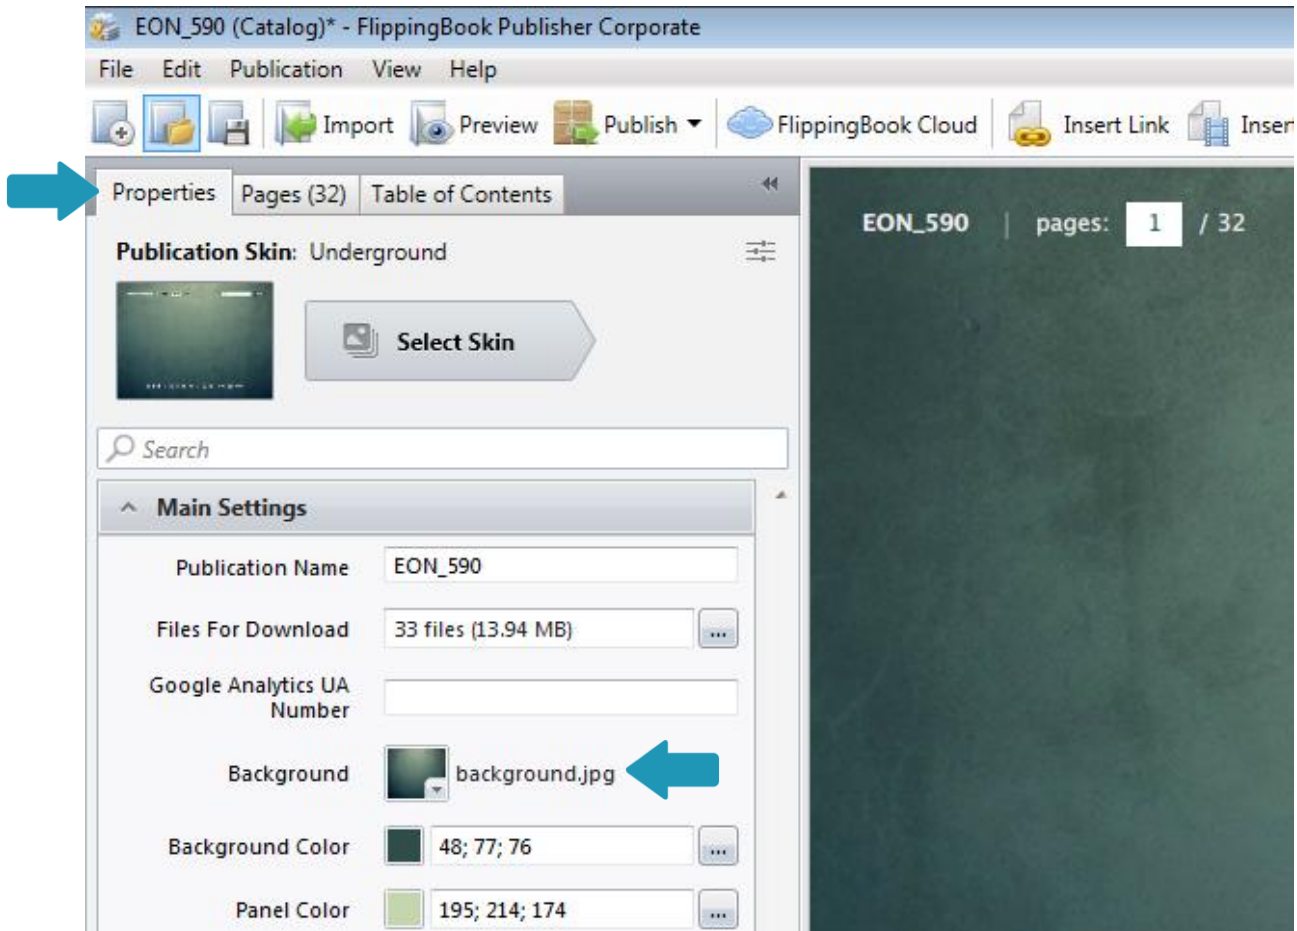 EON_590 (Catalog)* - FlippingBook Publisher Corporate
File Edit Publication View Help
Import Preview Publish FlippingBook Cloud Insert Link Insert
Properties Pages (32) Table of Contents
EON_590 | pages: 1 / 32
Publication Skin: Underground
Select Skin
Search
Main Settings
Publication Name EON_590
Files For Download 33 files (13.94 MB) ...
Google Analytics UA
Number
Background background.jpg
Background Color 48; 77; 76 ...
Panel Color 195; 214; 174 ...